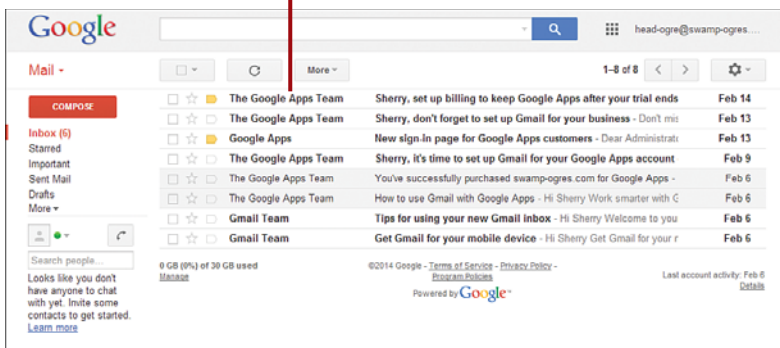 Google
head-ogre@swamp-ogres....
Mail
More
1–8 of 8
COMPOSE
Inbox (6)
Starred
Important
Sent Mail
Drafts
More
Search people...
Looks like you don't
have anyone to chat
with yet. Invite some
contacts to get started.
Learn more
The Google Apps Team Sherry, set up billing to keep Google Apps after your trial ends Feb 14
The Google Apps Team Sherry, don't forget to set up Gmail for your business - Don't mis Feb 13
Google Apps New sign-in page for Google Apps customers - Dear Administrato Feb 13
The Google Apps Team Sherry, it's time to set up Gmail for your Google Apps account Feb 9
The Google Apps Team You've successfully purchased swamp-ogres.com for Google Apps - Feb 6
The Google Apps Team How to use Gmail with Google Apps - Hi Sherry Work smarter with G Feb 6
Gmail Team Tips for using your new Gmail inbox - Hi Sherry Welcome to you Feb 6
Gmail Team Get Gmail for your mobile device - Hi Sherry Get Gmail for your r Feb 6
0 GB (0%) of 30 GB used
Manage
©2014 Google - Terms of Service - Privacy Policy -
Program Policies
Powered by Google™
Last account activity: Feb 6
Details